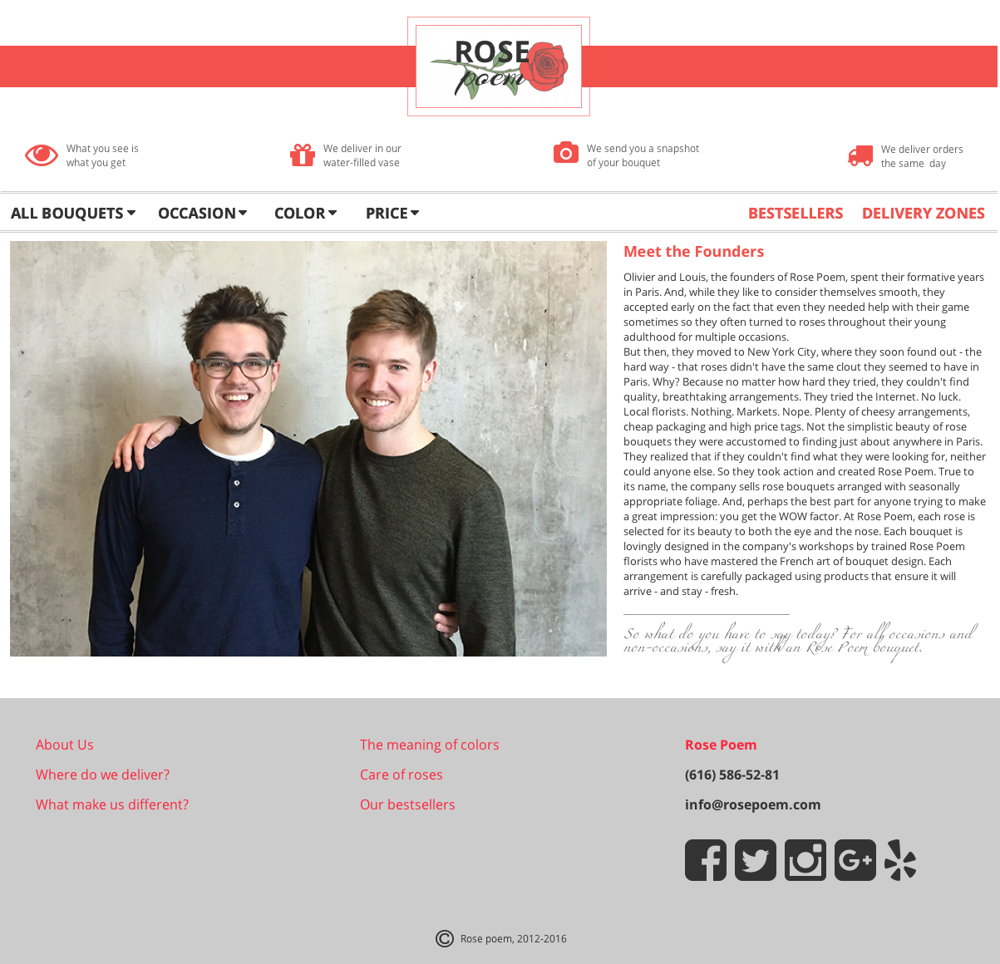 ROSE
poem
What you see is
what you get
We deliver in our
water-filled vase
We send you a snapshot
of your bouquet
We deliver orders
the same day
ALL BOUQUETS OCCASION COLOR PRICE BESTSELLERS DELIVERY ZONES
Meet the Founders
Olivier and Louis, the founders of Rose Poem, spent their formative years
in Paris. And, while they like to consider themselves smooth, they
accepted early on the fact that even they needed help with their game
sometimes so they often turned to roses throughout their young
adulthood for multiple occasions.
But then, they moved to New York City, where they soon found out - the
hard way - that roses didn't have the same clout they seemed to have in
Paris. Why? Because no matter how hard they tried, they couldn't find
quality, breathtaking arrangements. They tried the Internet. No luck.
Local florists. Nothing. Markets. Nope. Plenty of cheesy arrangements,
cheap packaging and high price tags. Not the simplistic beauty of rose
bouquets they were accustomed to finding just about anywhere in Paris.
They realized that if they couldn't find what they were looking for, neither
could anyone else. So they took action and created Rose Poem. True to
its name, the company sells rose bouquets arranged with seasonally
appropriate foliage. And, perhaps the best part for anyone trying to make
a great impression: you get the WOW factor. At Rose Poem, each rose is
selected for its beauty to both the eye and the nose. Each bouquet is
lovingly designed in the company's workshops by trained Rose Poem
florists who have mastered the French art of bouquet design. Each
arrangement is carefully packaged using products that ensure it will
arrive - and stay - fresh.
So what do you have to say today? For all occasions and
non-occasions, say it with an Rose Poem bouquet.
About Us
Where do we deliver?
What make us different?
The meaning of colors
Care of roses
Our bestsellers
Rose Poem
(616) 586-52-81
info@rosepoem.com
© Rose poem, 2012-2016